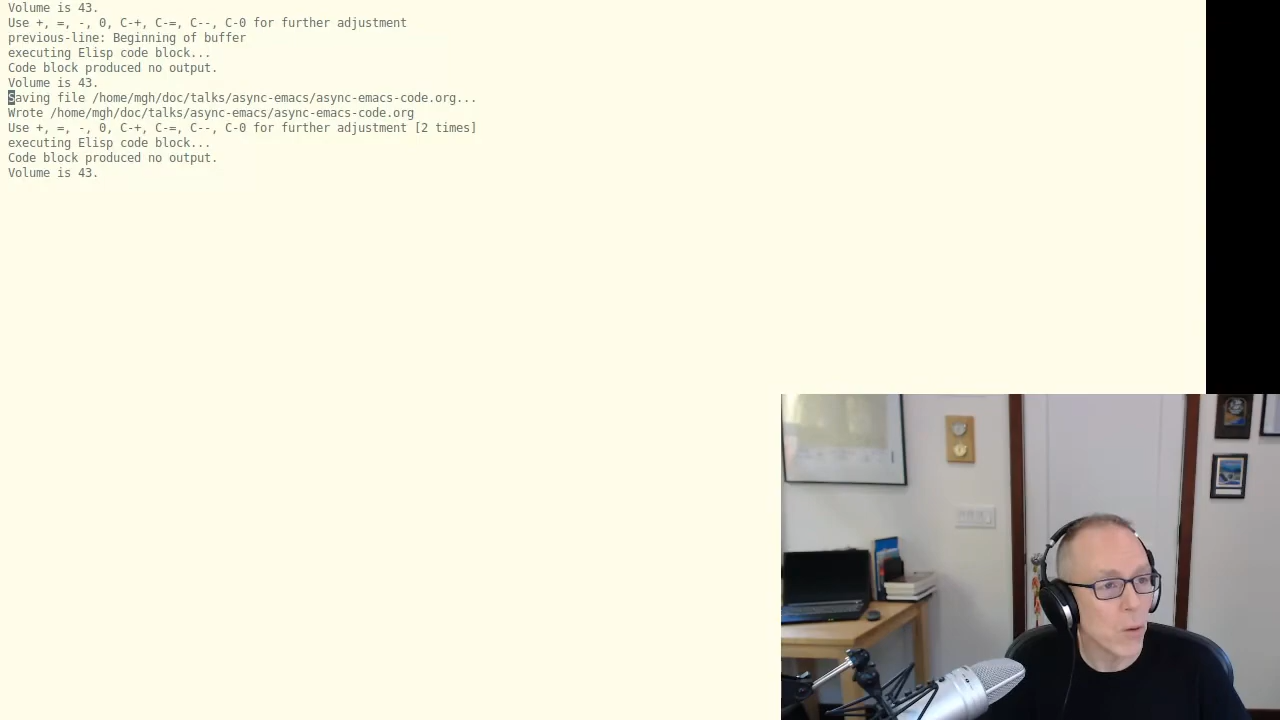 Volume is 43.
Use +, =, -, 0, C-+, C-=, C--, C-0 for further adjustment
previous-line: Beginning of buffer
executing Elisp code block...
Code block produced no output.
Volume is 43.
Saving file /home/mgh/doc/talks/async-emacs/async-emacs-code.org...
Wrote /home/mgh/doc/talks/async-emacs/async-emacs-code.org
Use +, =, -, 0, C-+, C-=, C--, C-0 for further adjustment [2 times]
executing Elisp code block...
Code block produced no output.
Volume is 43.